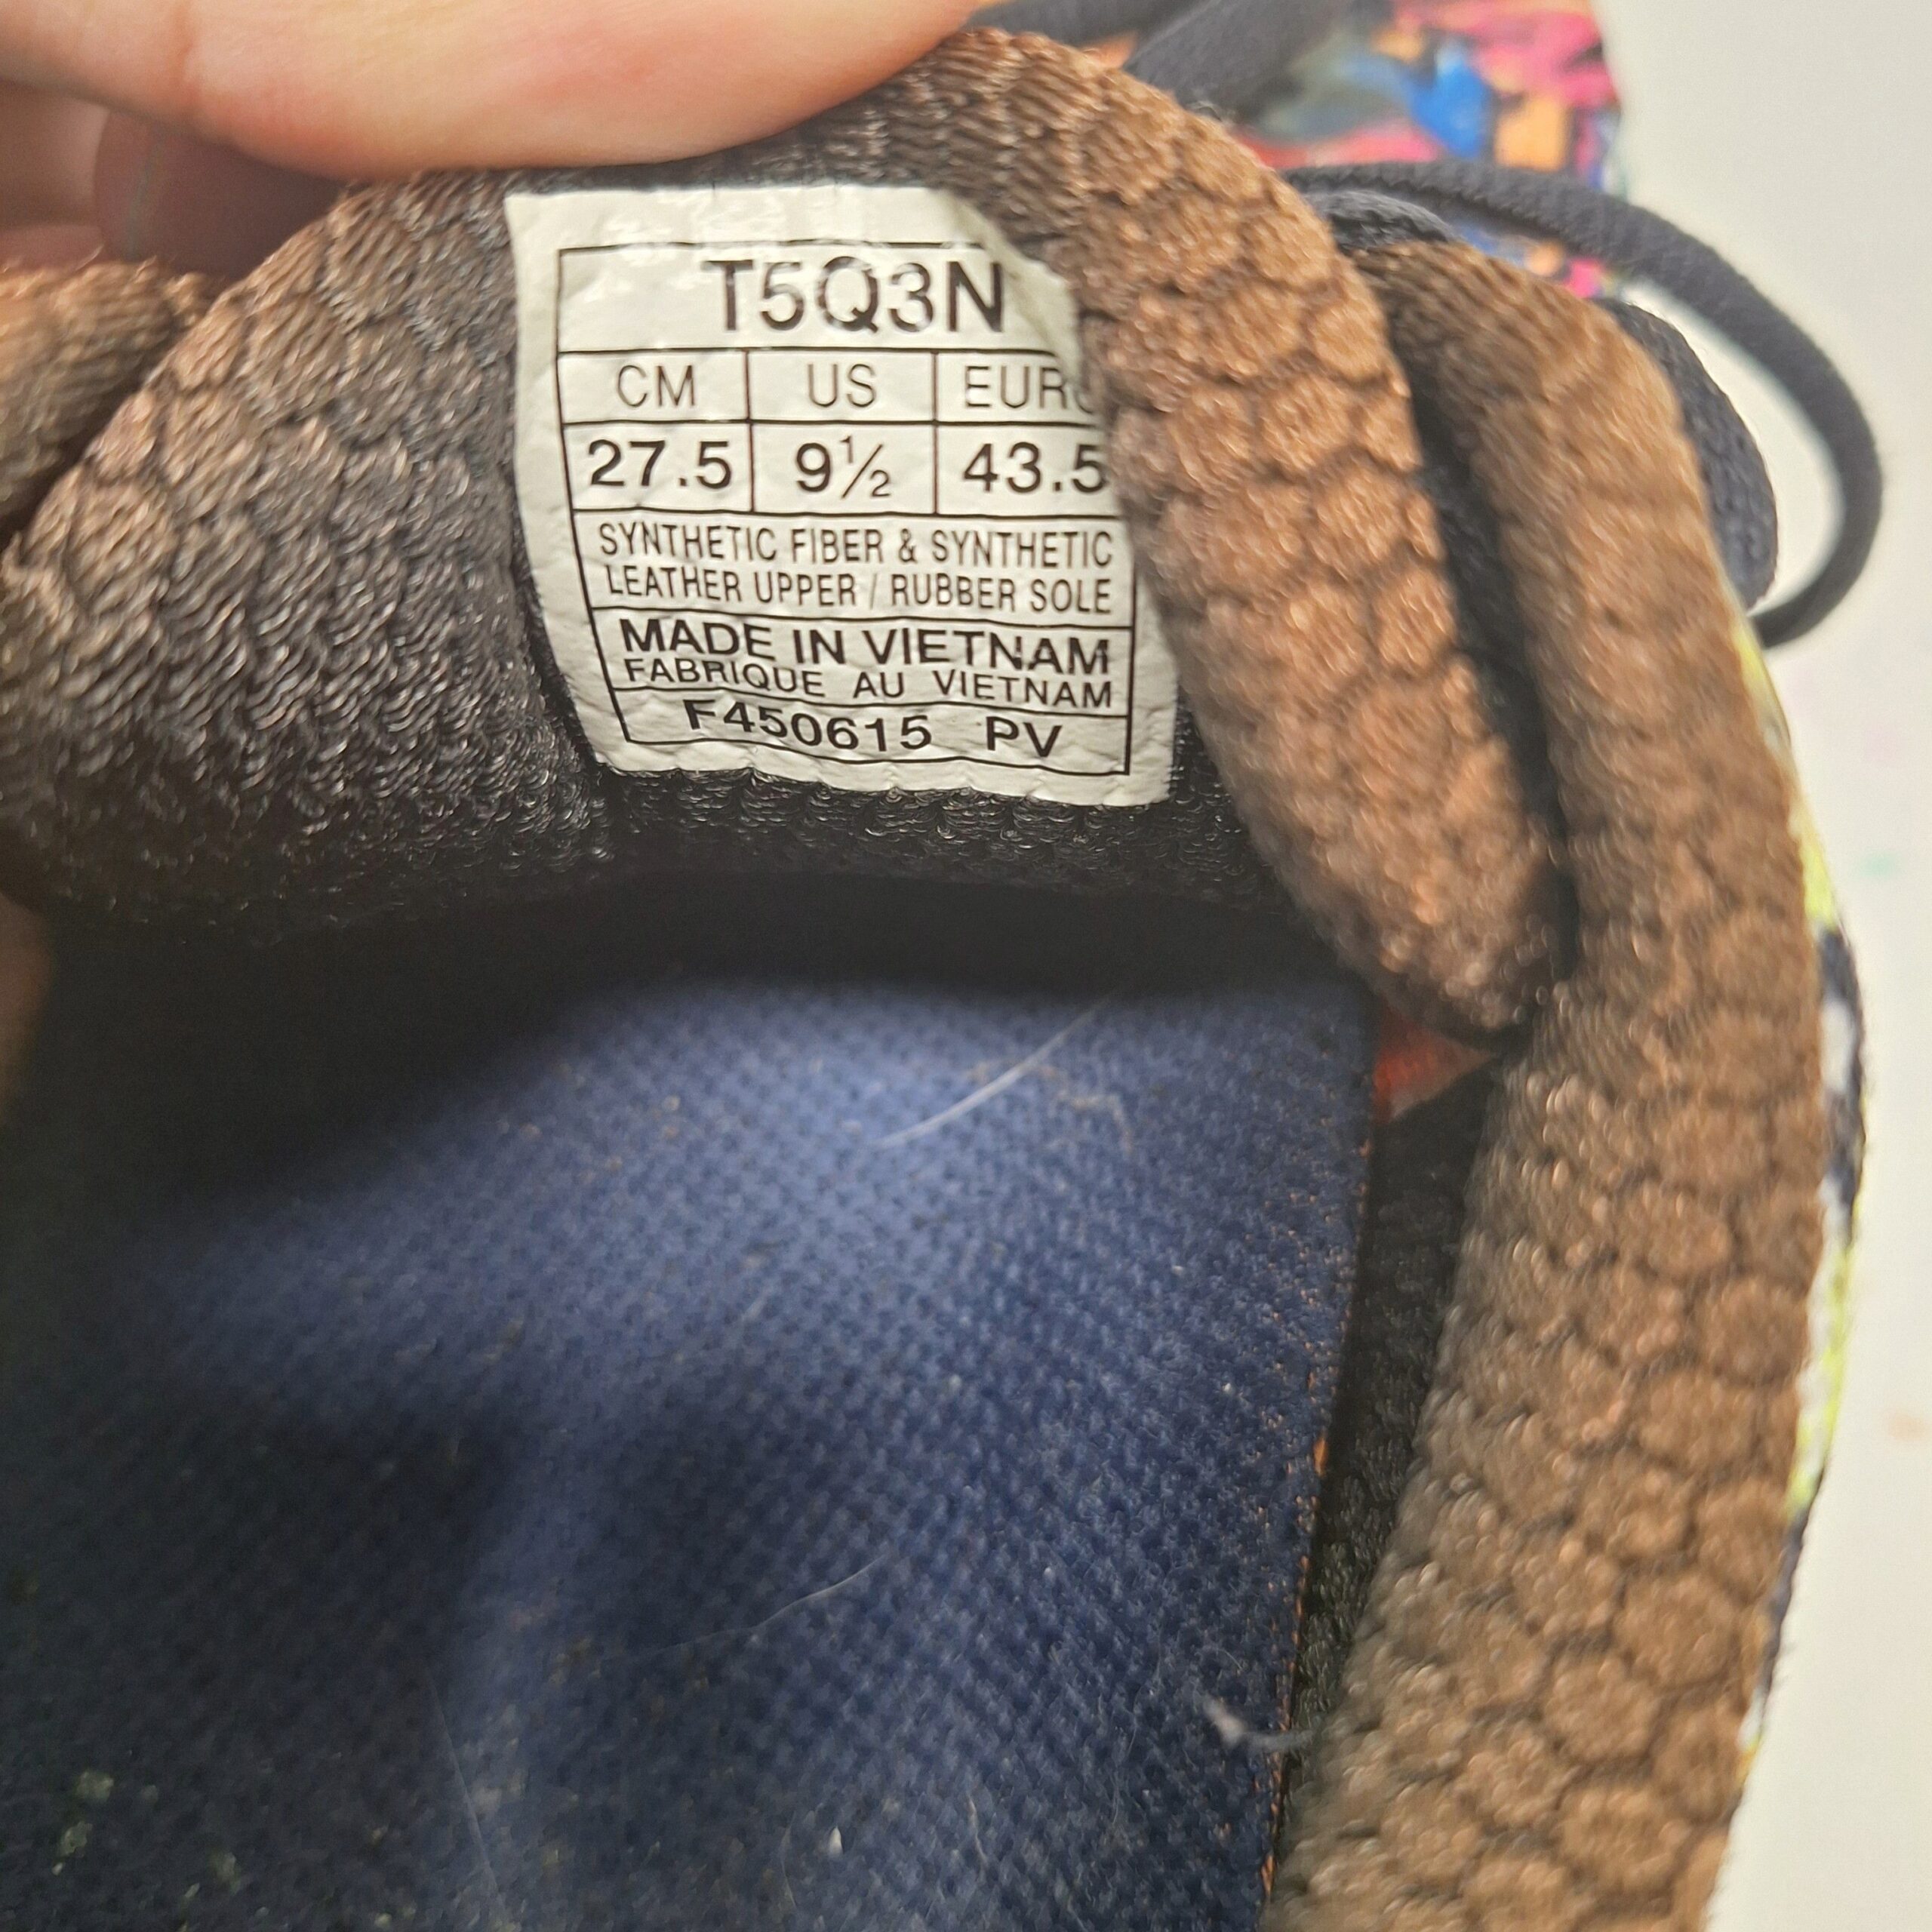 T5Q3N
CM US EURO
27.5 9½ 43.5
SYNTHETIC FIBER & SYNTHETIC
LEATHER UPPER / RUBBER SOLE
MADE IN VIETNAM
FABRIQUE AU VIETNAM
F450615 PV